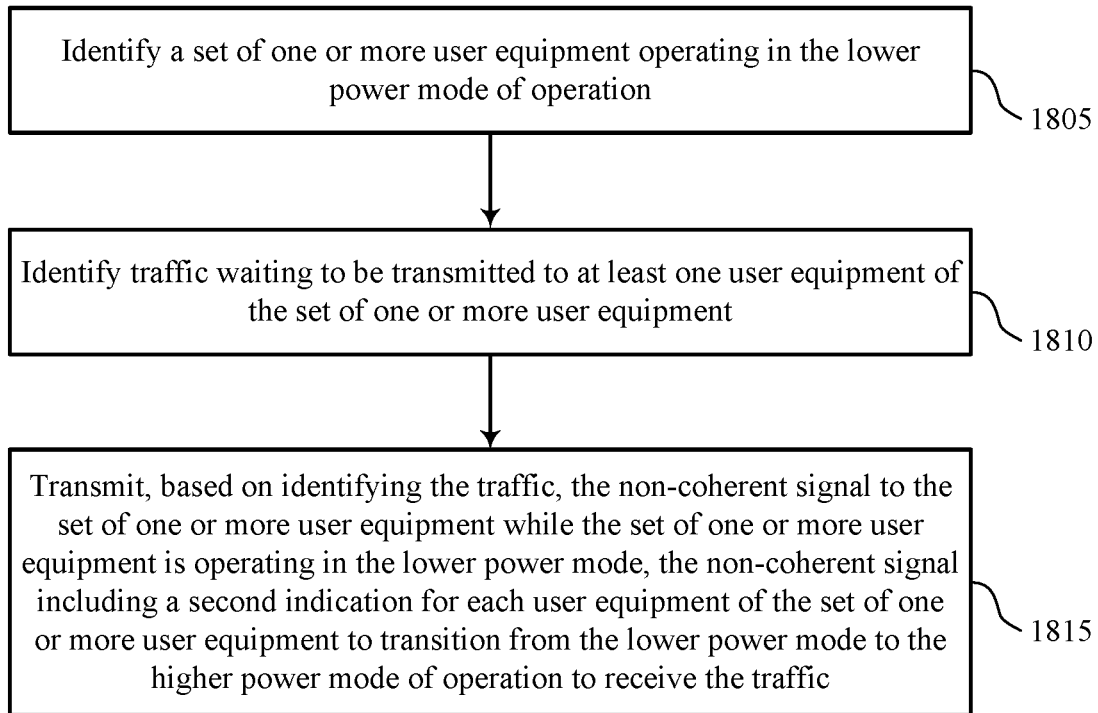 Identify a set of one or more user equipment operating in the lower
power mode of operation
1805
Identify traffic waiting to be transmitted to at least one user equipment of
the set of one or more user equipment
1810
Transmit, based on identifying the traffic, the non-coherent signal to the
set of one or more user equipment while the set of one or more user
equipment is operating in the lower power mode, the non-coherent signal
including a second indication for each user equipment of the set of one
or more user equipment to transition from the lower power mode to the
higher power mode of operation to receive the traffic
1815